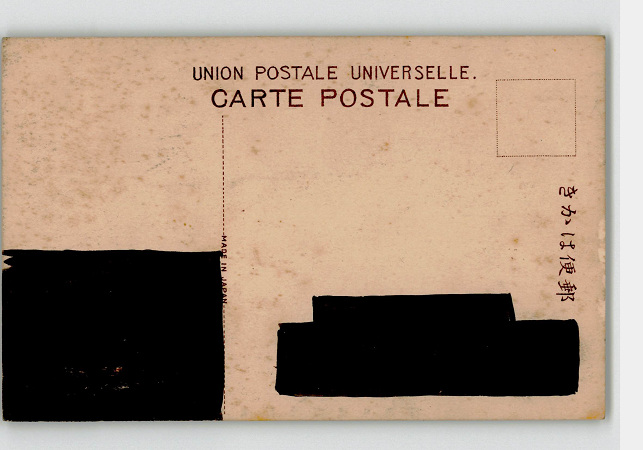 UNION POSTALE UNIVERSELLE.
CARTE POSTALE
MADE IN JAPAN
きかは便郵